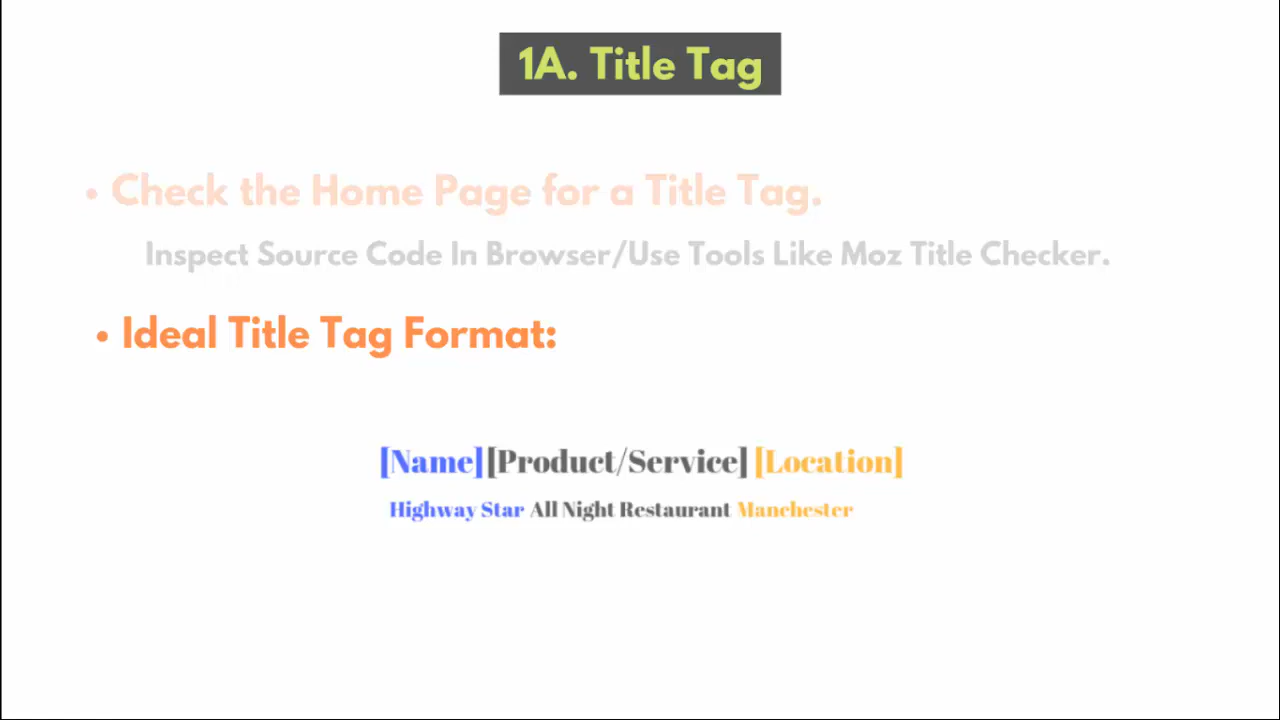 1A. Title Tag
• Check the Home Page for a Title Tag.
Inspect Source Code In Browser/Use Tools Like Moz Title Checker.
• Ideal Title Tag Format:
[Name][Product/Service] [Location]
Highway Star All Night Restaurant Manchester